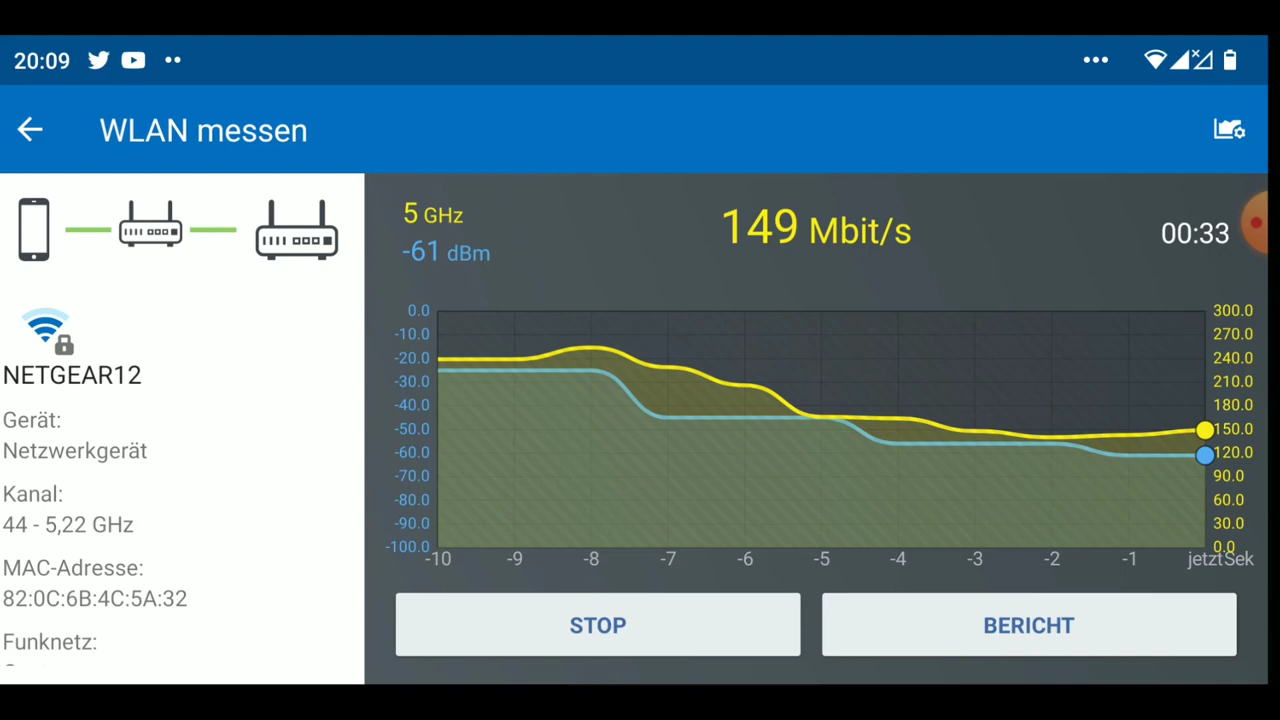 20:09
WLAN messen
5 GHz
-61 dBm
149 Mbit/s
00:33
NETGEAR12
Gerät:
Netzwerkgerät
Kanal:
44 - 5,22 GHz
MAC-Adresse:
82:0C:6B:4C:5A:32
Funknetz:
0.0
-10.0
-20.0
-30.0
-40.0
-50.0
-60.0
-70.0
-80.0
-90.0
-100.0
300.0
270.0
240.0
210.0
180.0
150.0
120.0
90.0
60.0
30.0
0.0
-10 -9 -8 -7 -6 -5 -4 -3 -2 -1 jetzt Sek
STOP
BERICHT